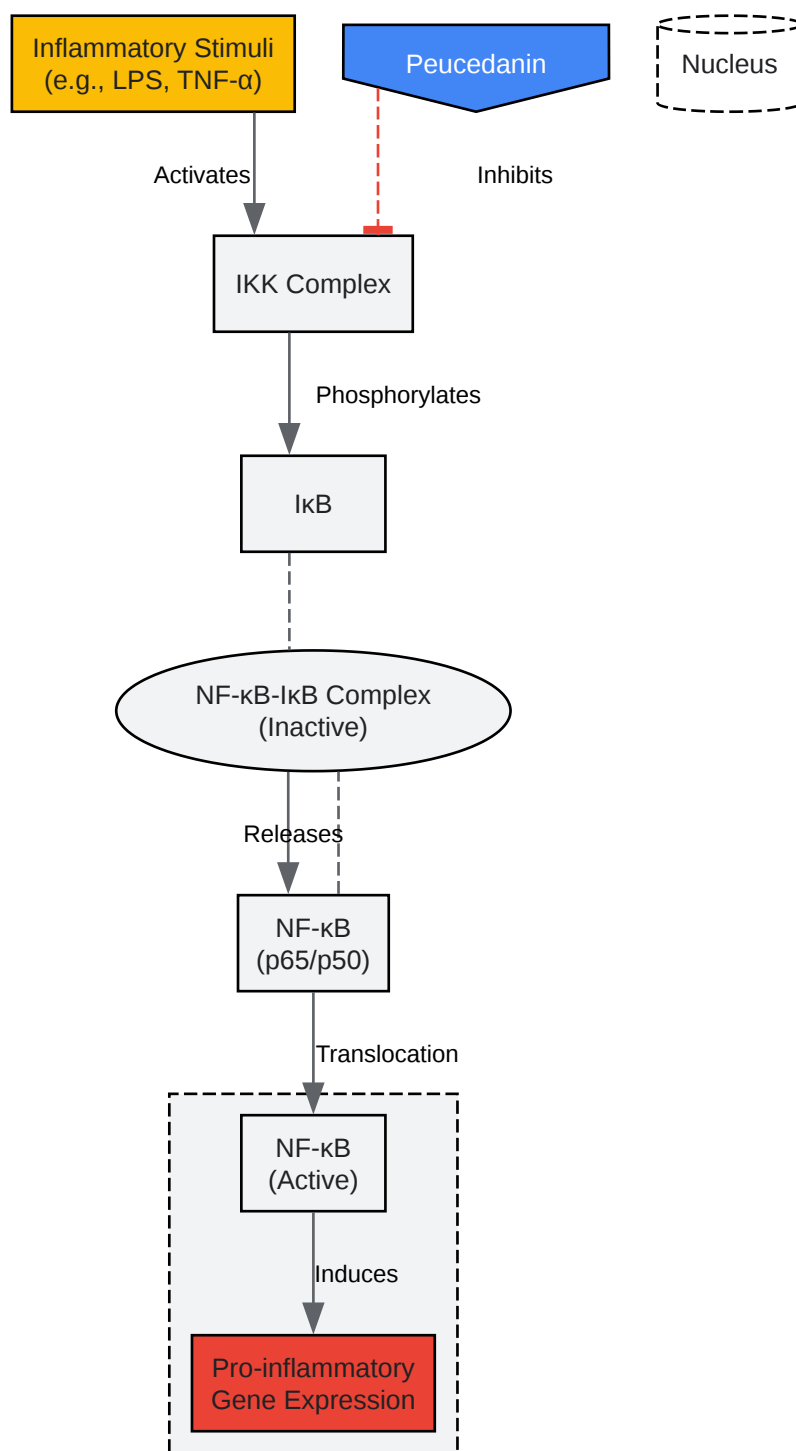 Inflammatory Stimuli
(e.g., LPS, TNF-α)
Peucedanin
Nucleus
Activates
Inhibits
IKK Complex
Phosphorylates
IκB
NF-κB-IκB Complex
(Inactive)
Releases
NF-κB
(p65/p50)
Translocation
NF-κB
(Active)
Induces
Pro-inflammatory
Gene Expression